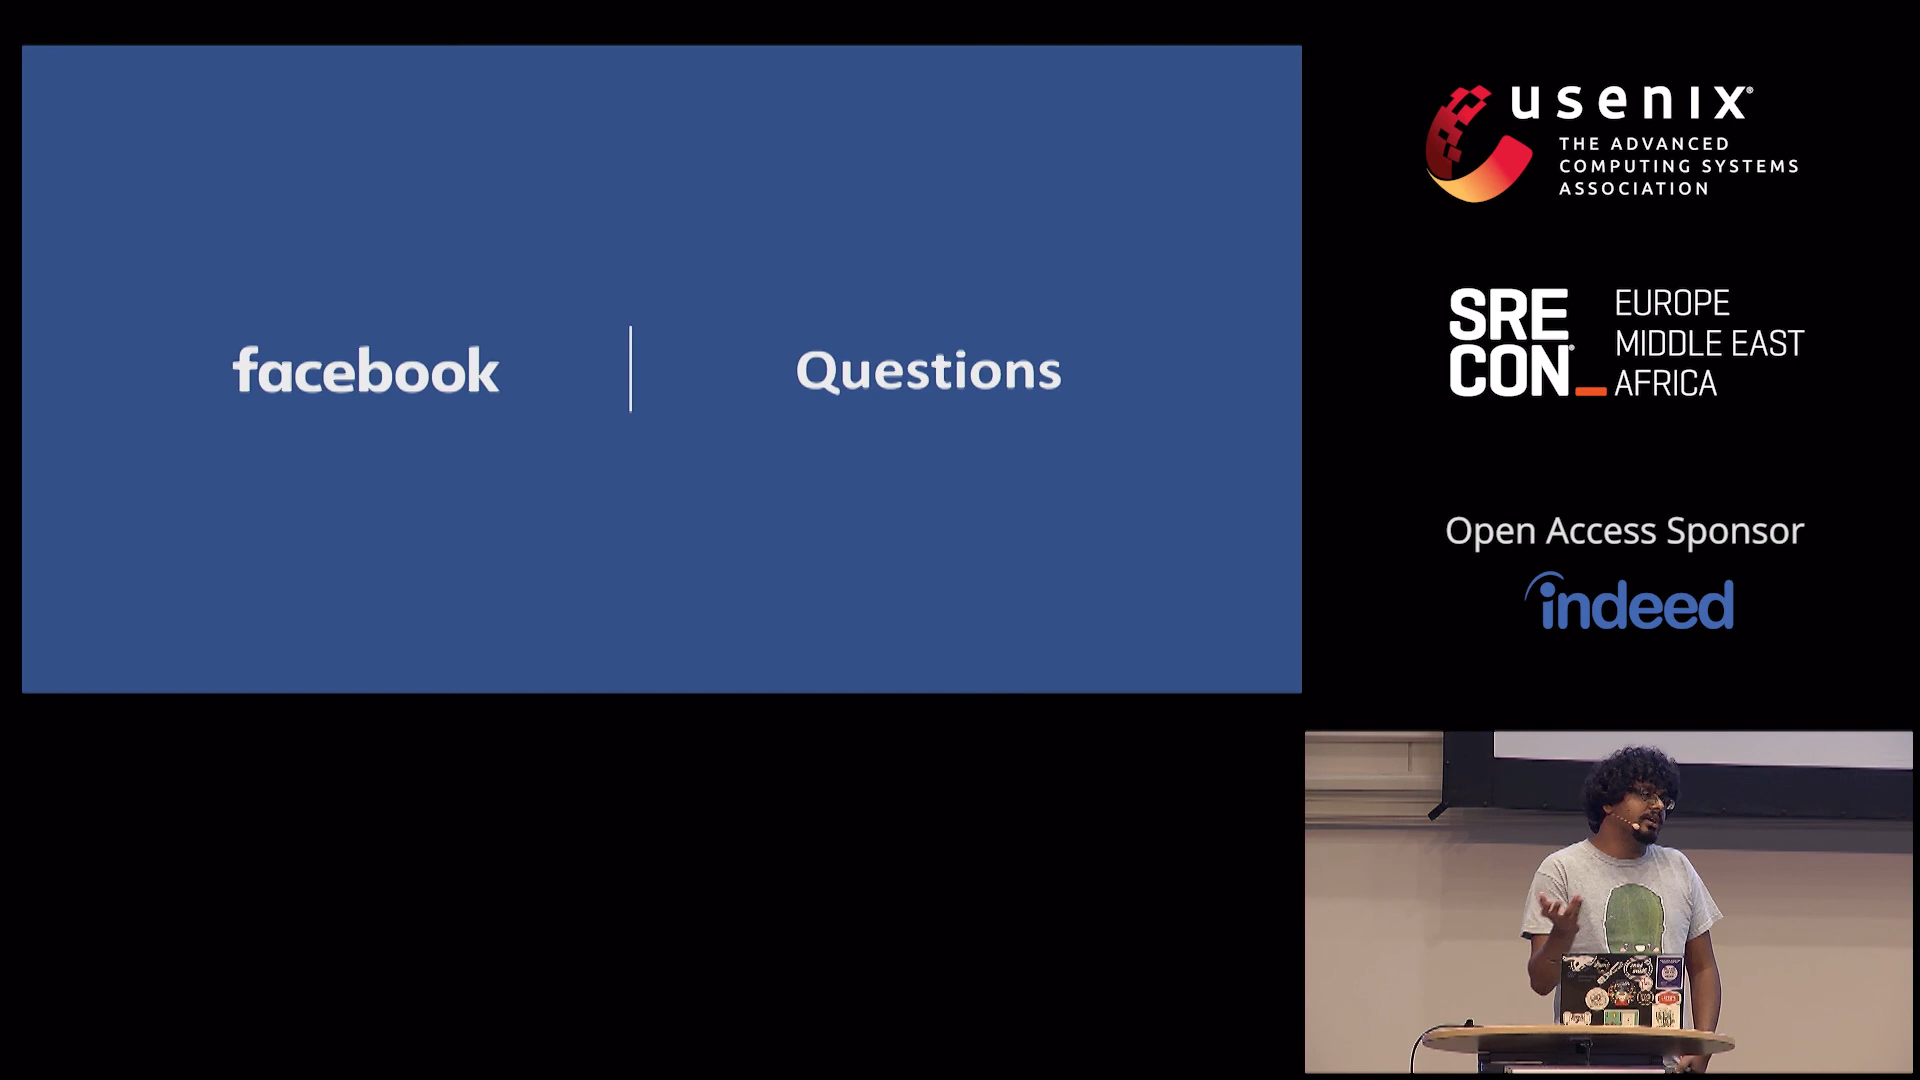 facebook
Questions
usenix®
THE ADVANCED
COMPUTING SYSTEMS
ASSOCIATION
SRE
CON®_
EUROPE
MIDDLE EAST
AFRICA
Open Access Sponsor
indeed